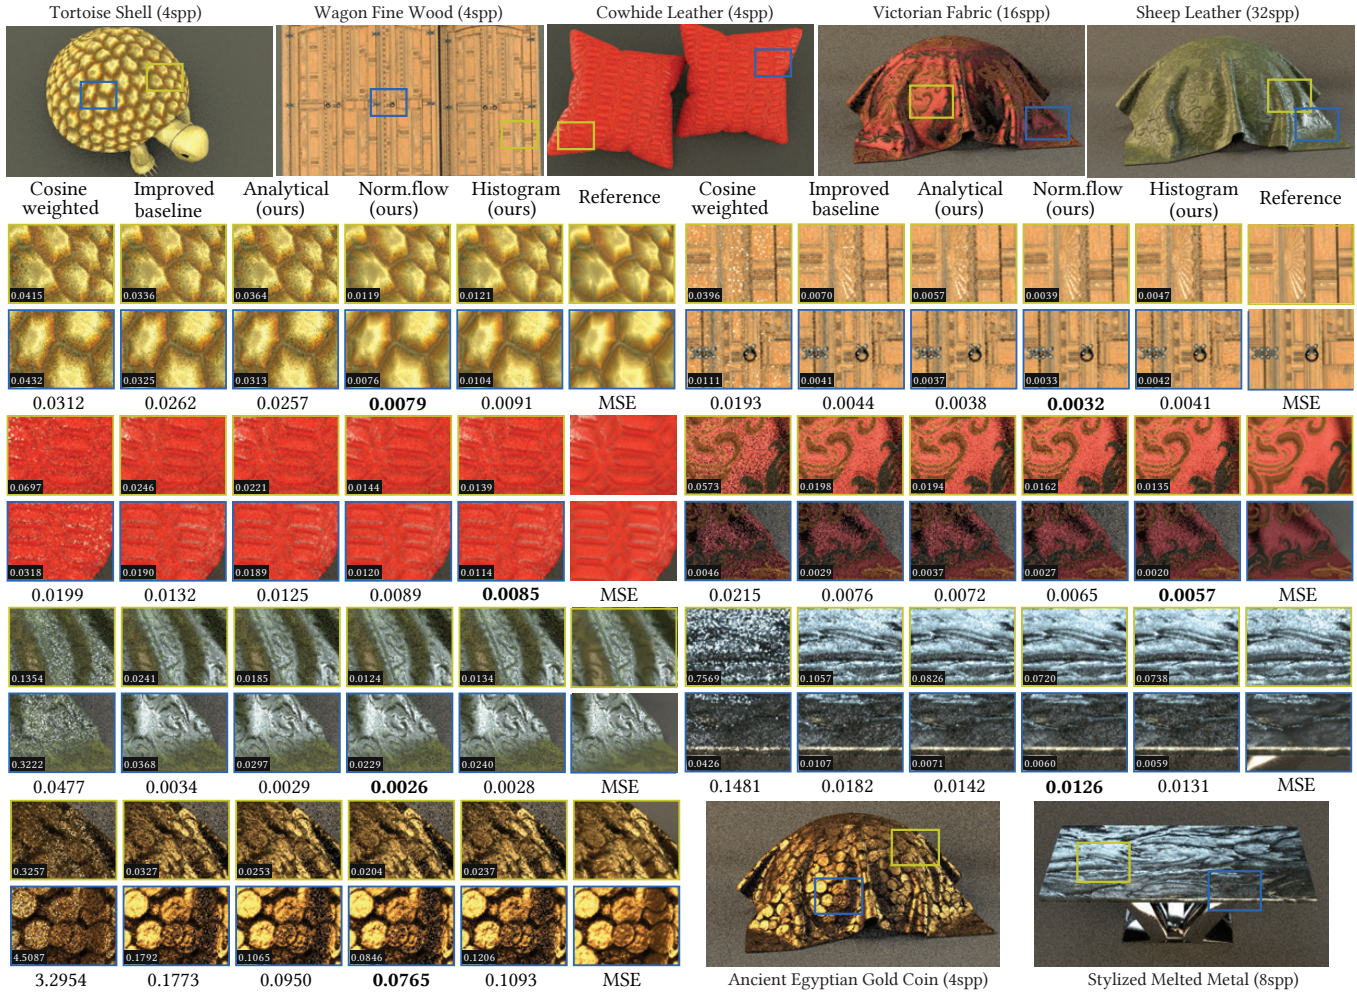 Tortoise Shell (4spp) Wagon Fine Wood (4spp) Cowhide Leather (4spp) Victorian Fabric (16spp) Sheep Leather (32spp)
Cosine weighted Improved baseline Analytical (ours) Norm.flow (ours) Histogram (ours) Reference Cosine weighted Improved baseline Analytical (ours) Norm.flow (ours) Histogram (ours) Reference
0.0415 0.0336 0.0364 0.0119 0.0121 0.0396 0.0070 0.0057 0.0039 0.0047
0.0432 0.0325 0.0313 0.0076 0.0104 0.0111 0.0041 0.0037 0.0033 0.0042
0.0312 0.0262 0.0257 0.0079 0.0091 MSE 0.0193 0.0044 0.0038 0.0032 0.0041 MSE
0.0697 0.0246 0.0221 0.0144 0.0139 0.0573 0.0198 0.0194 0.0162 0.0135
0.0318 0.0190 0.0189 0.0120 0.0114 0.0046 0.0029 0.0037 0.0027 0.0020
0.0199 0.0132 0.0125 0.0089 0.0085 MSE 0.0215 0.0076 0.0072 0.0065 0.0057 MSE
0.1354 0.0241 0.0185 0.0124 0.0134 0.7569 0.1057 0.0826 0.0720 0.0738
0.3222 0.0368 0.0297 0.0229 0.0240 0.0426 0.0107 0.0071 0.0060 0.0059
0.0477 0.0034 0.0029 0.0026 0.0028 MSE 0.1481 0.0182 0.0142 0.0126 0.0131 MSE
0.3257 0.0327 0.0253 0.0204 0.0237
4.5087 0.1792 0.1065 0.0846 0.1206
3.2954 0.1773 0.0950 0.0765 0.1093 MSE Ancient Egyptian Gold Coin (4spp) Stylized Melted Metal (8spp)